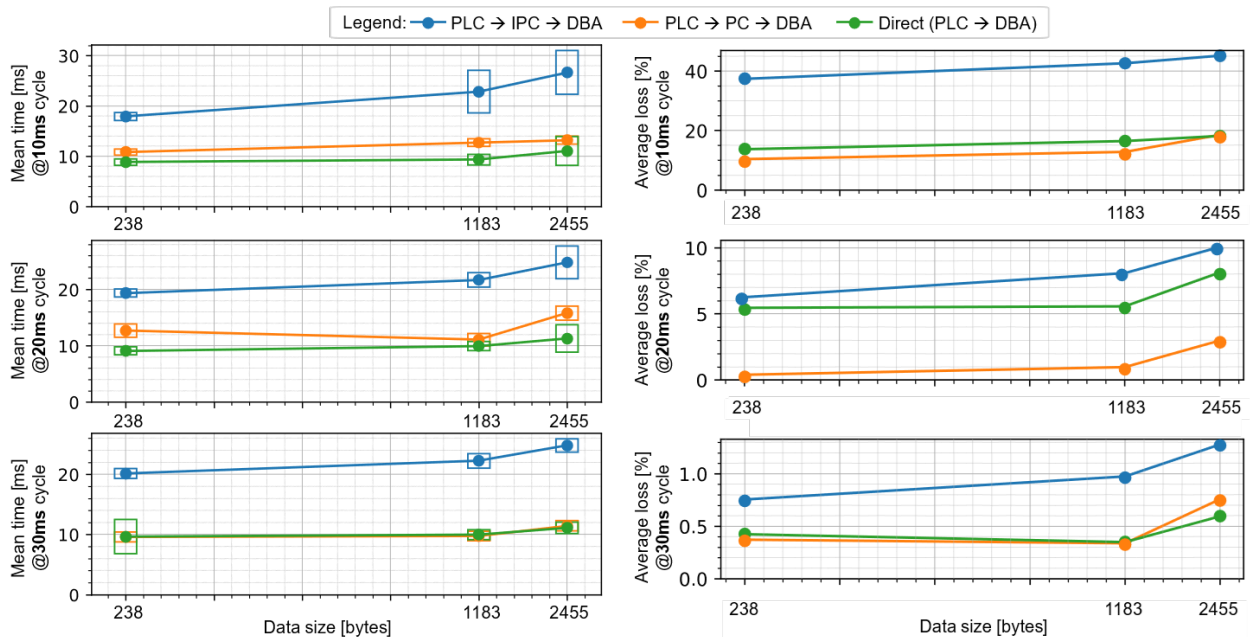 Legend: PLC → IPC → DBA PLC → PC → DBA Direct (PLC → DBA)
Mean time [ms]
@10ms cycle
30
20
10
0
238 1183 2455
Average loss [%]
@10ms cycle
40
20
0
238 1183 2455
Mean time [ms]
@20ms cycle
20
10
0
238 1183 2455
Average loss [%]
@20ms cycle
10
5
0
238 1183 2455
Mean time [ms]
@30ms cycle
20
10
0
238 1183 2455
Data size [bytes]
Average loss [%]
@30ms cycle
1.0
0.5
0.0
238 1183 2455
Data size [bytes]